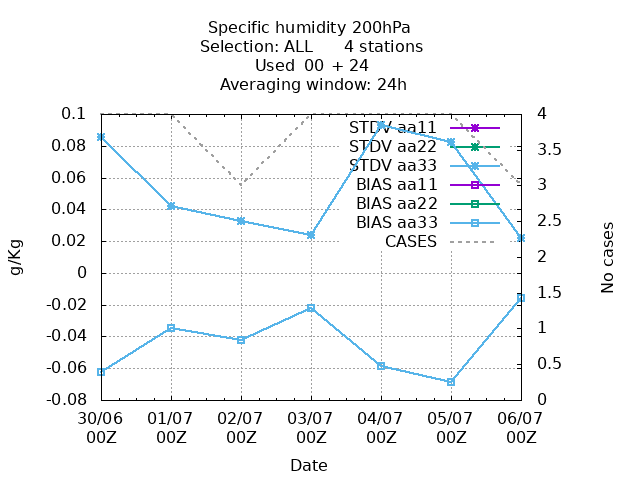 Specific humidity 200hPa
Selection: ALL      4 stations
Used  00  + 24
Averaging window: 24h
0.1
0.08
0.06
0.04
0.02
0
-0.02
-0.04
-0.06
-0.08
4
3.5
3
2.5
2
1.5
1
0.5
0
g/Kg
No cases
STDV aa11
STDV aa22
STDV aa33
BIAS aa11
BIAS aa22
BIAS aa33
CASES
30/06 01/07 02/07 03/07 04/07 05/07 06/07
00Z 00Z 00Z 00Z 00Z 00Z 00Z
Date